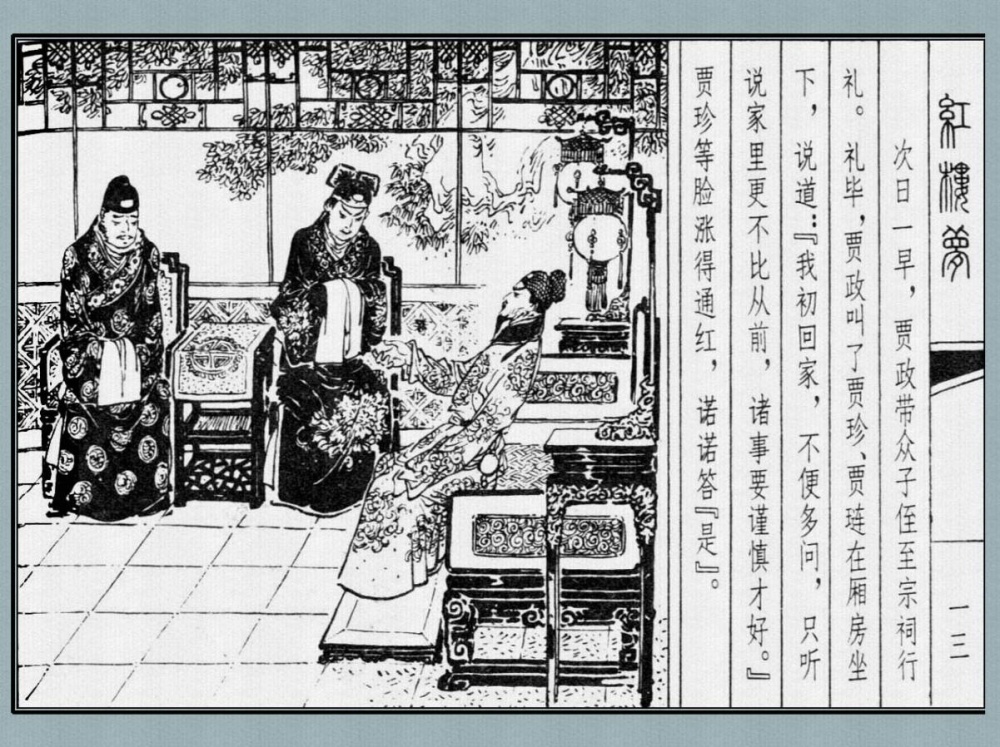 紅樓夢
一三
次日一早，贾政带众子侄至宗祠行
礼。礼毕，贾政叫了贾珍、贾琏在厢房坐
下，说道：『我初回家，不便多问，只听
说家里更不比从前，诸事要谨慎才好。』
贾珍等脸涨得通红，诺诺答『是』。